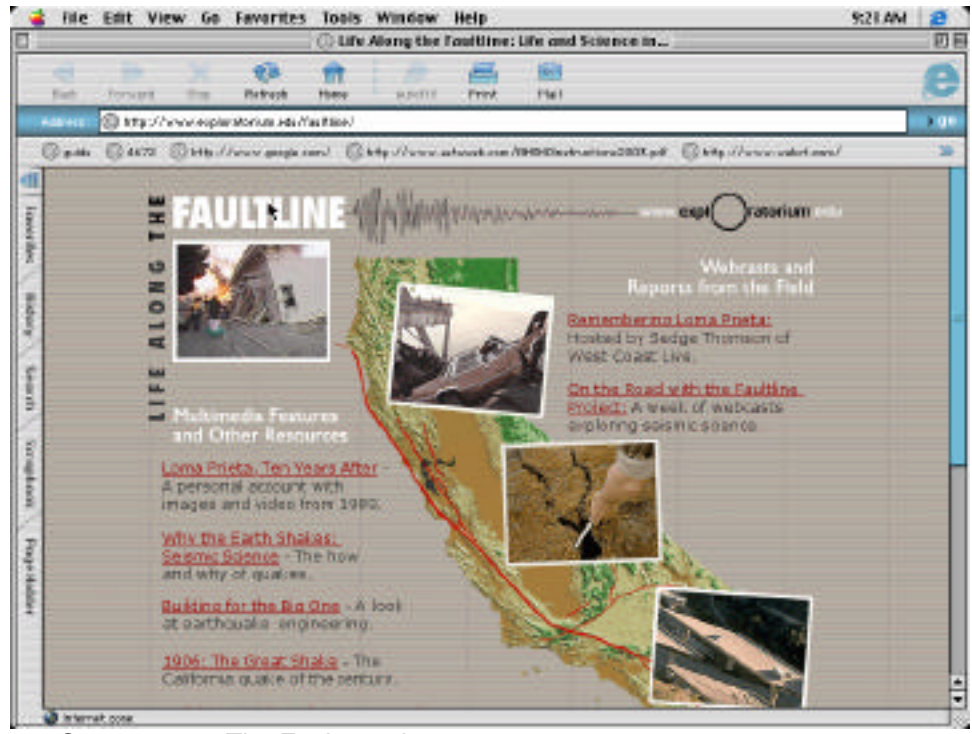 File Edit View Go Favorites Tools Window Help 9:21 AM
Life Along the Faultline: Life and Science in...
Back Forward Stop Refresh Home AutoFill Print Mail
Address http://www.exploratorium.edu/faultline/ go
guide 4672 http://www.google.com/
Favorites
History
Search
Scrapbook
Page Holder
LIFE ALONG THE
FAULTLINE
www.exploratorium.edu
Webcasts and
Reports from the Field
Remembering Loma Prieta:
Hosted by Sedge Thomson of
West Coast Live.
On the Road with the Faultline
Project: A week of webcasts
exploring seismic science.
Multimedia Features
and Other Resources
Loma Prieta, Ten Years After -
A personal account with
images and video from 1989.
Why the Earth Shakes:
Seismic Science - The how
and why of quakes.
Building for the Big One - A look
at earthquake engineering.
1906: The Great Shake - The
California quake of the century.
Internet zone